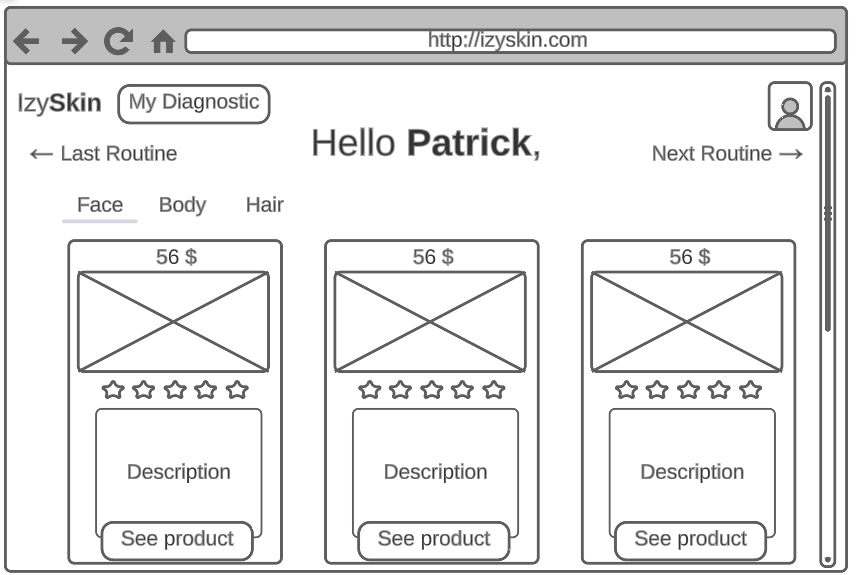 http://izyskin.com
IzySkin
My Diagnostic
Hello Patrick,
← Last Routine
Next Routine →
Face
Body
Hair
56 $
56 $
56 $
Description
Description
Description
See product
See product
See product